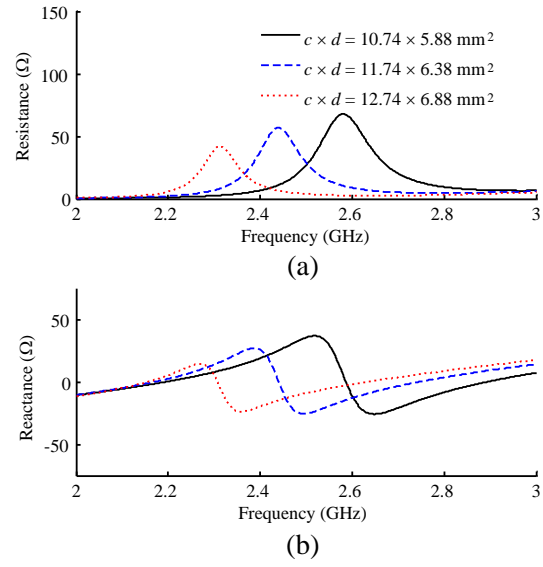 150
100
50
0
Resistance (Ω)
c × d = 10.74 × 5.88 mm²
c × d = 11.74 × 6.38 mm²
c × d = 12.74 × 6.88 mm²
2 2.2 2.4 2.6 2.8 3
Frequency (GHz)
(a)
50
0
-50
Reactance (Ω)
2 2.2 2.4 2.6 2.8 3
Frequency (GHz)
(b)